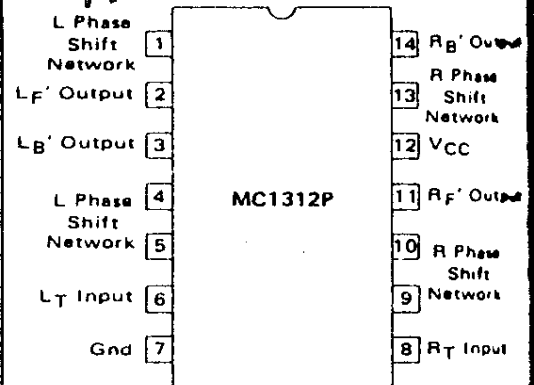 L Phase
Shift
Network
1
14 RB' Output
LF' Output 2
13
R Phase
Shift
Network
LB' Output 3
12 VCC
L Phase
Shift
Network
4
5
MC1312P
11 RF' Output
10
9
R Phase
Shift
Network
LT Input 6
Gnd 7
8 RT Input